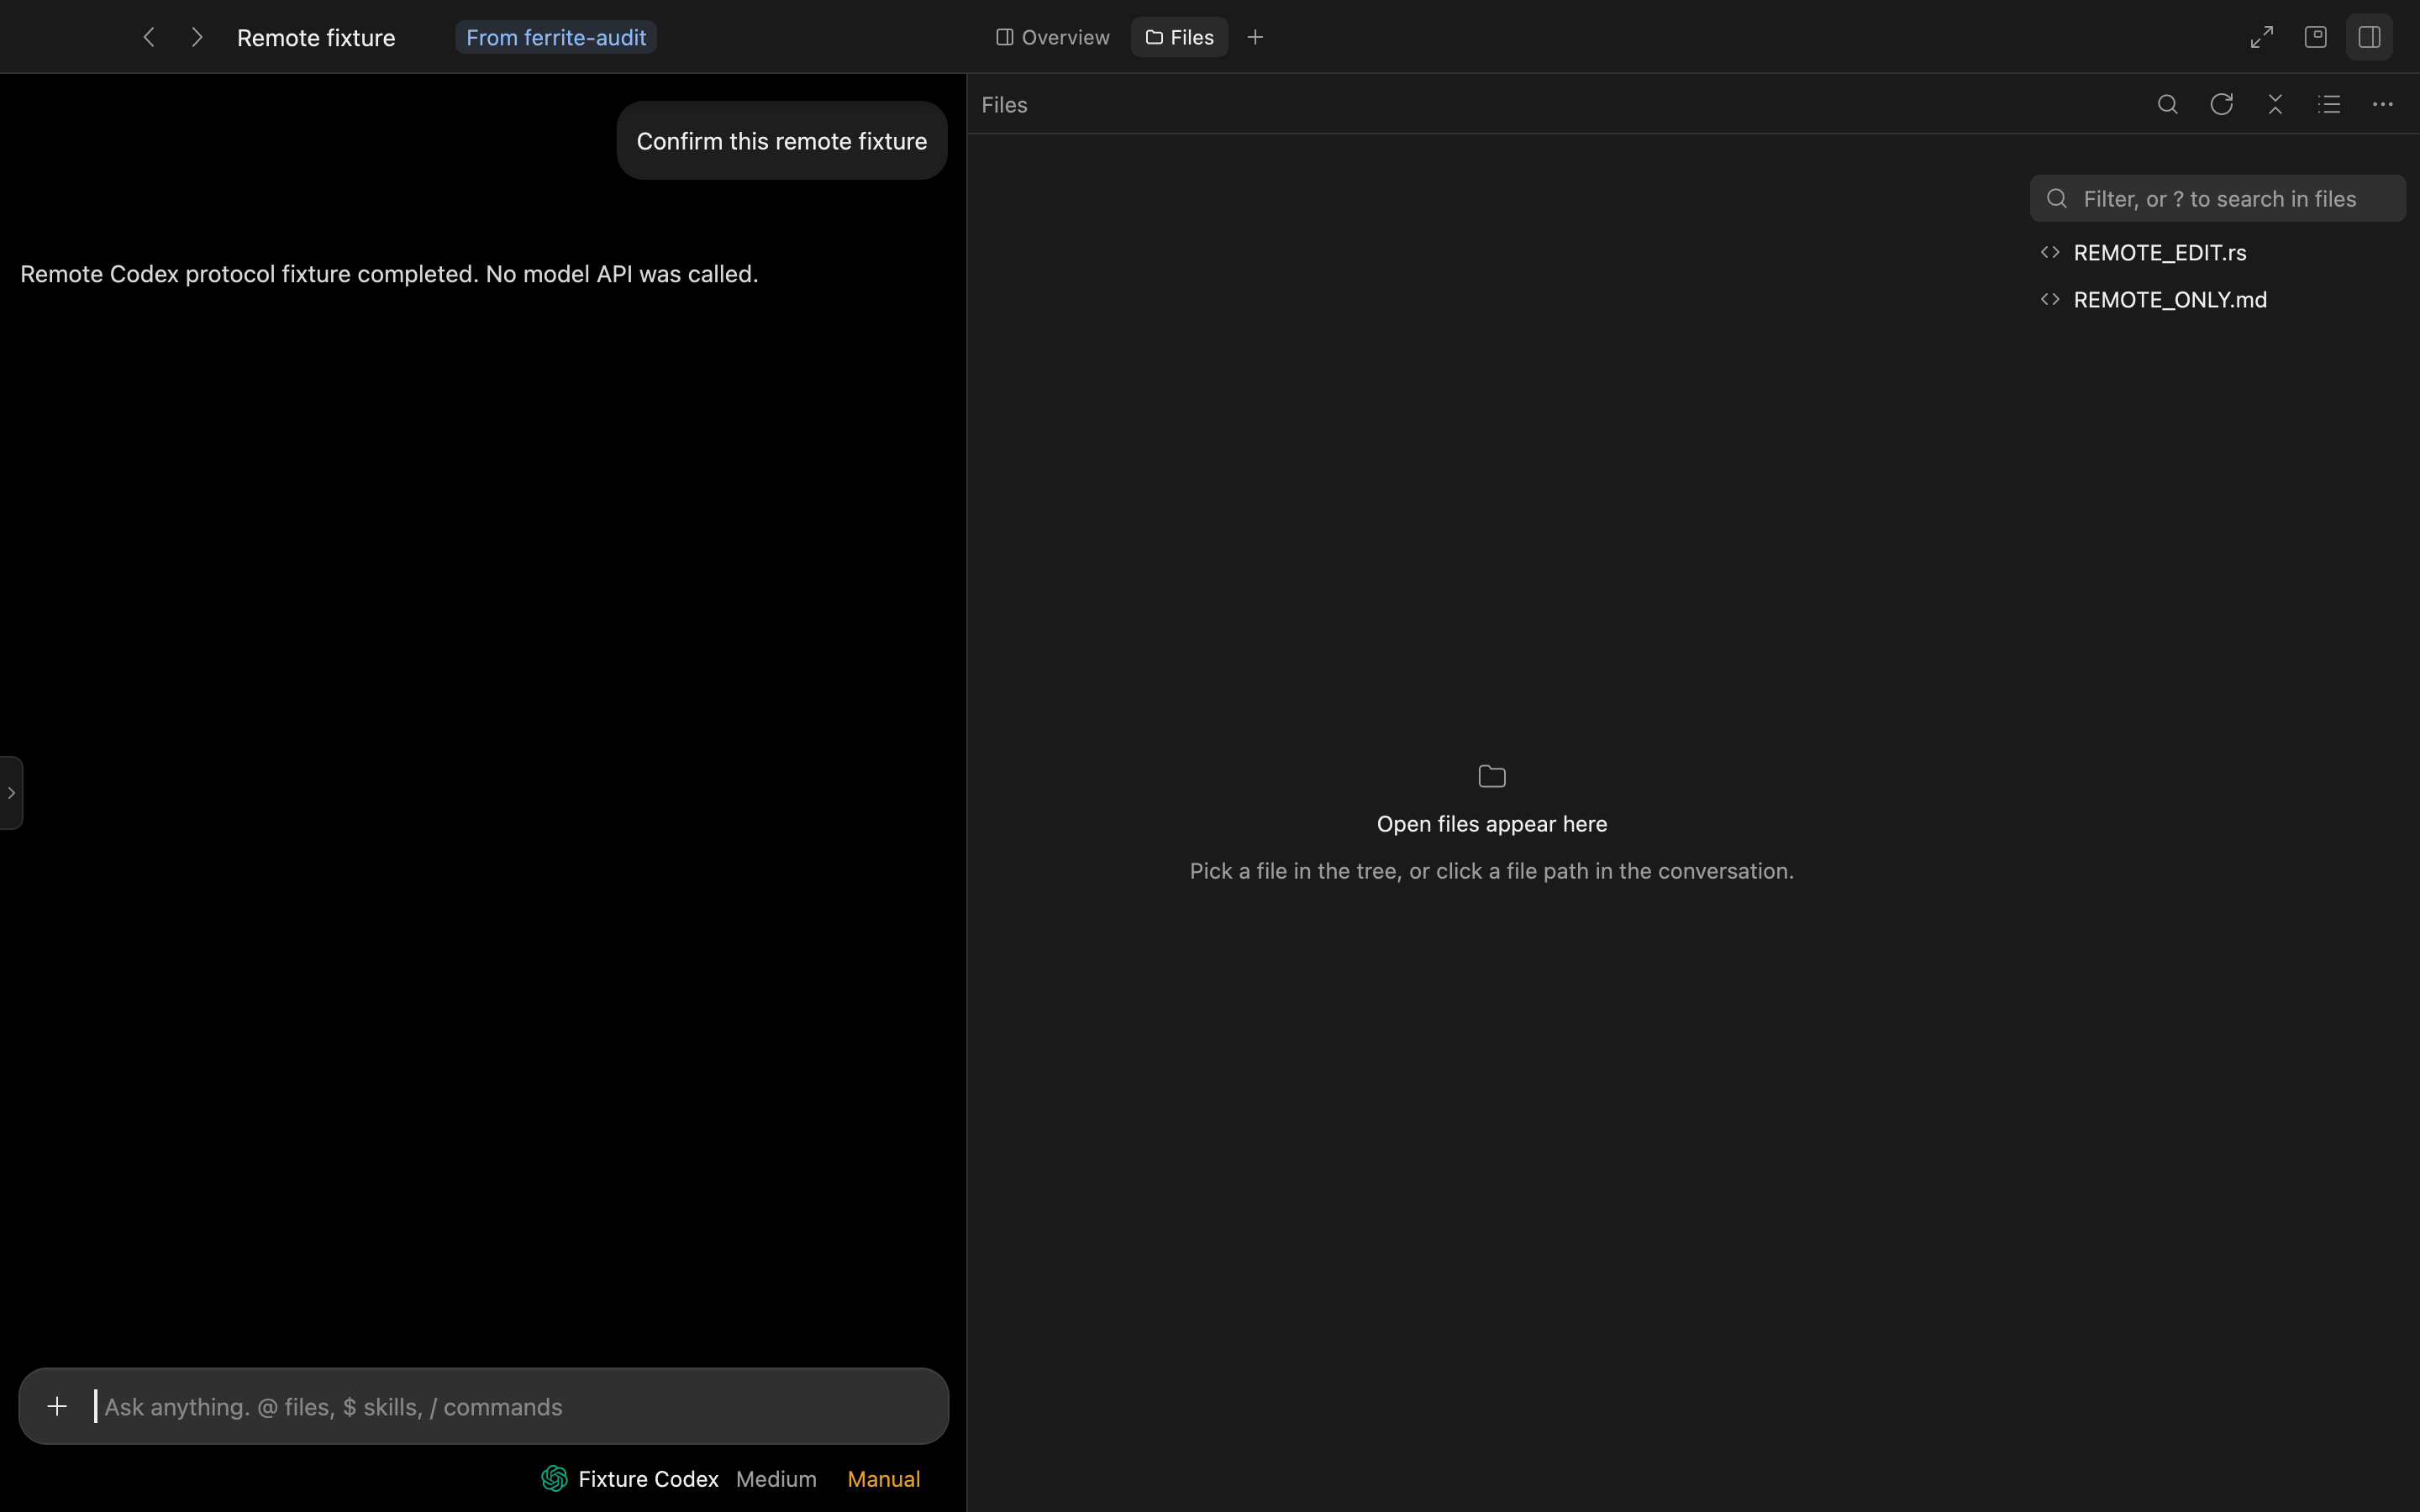 Remote fixture
From ferrite-audit
Overview
Files
Files
Confirm this remote fixture
Filter, or ? to search in files
REMOTE_EDIT.rs
REMOTE_ONLY.md
Remote Codex protocol fixture completed. No model API was called.
Open files appear here
Pick a file in the tree, or click a file path in the conversation.
Ask anything. @ files, $ skills, / commands
Fixture Codex Medium Manual